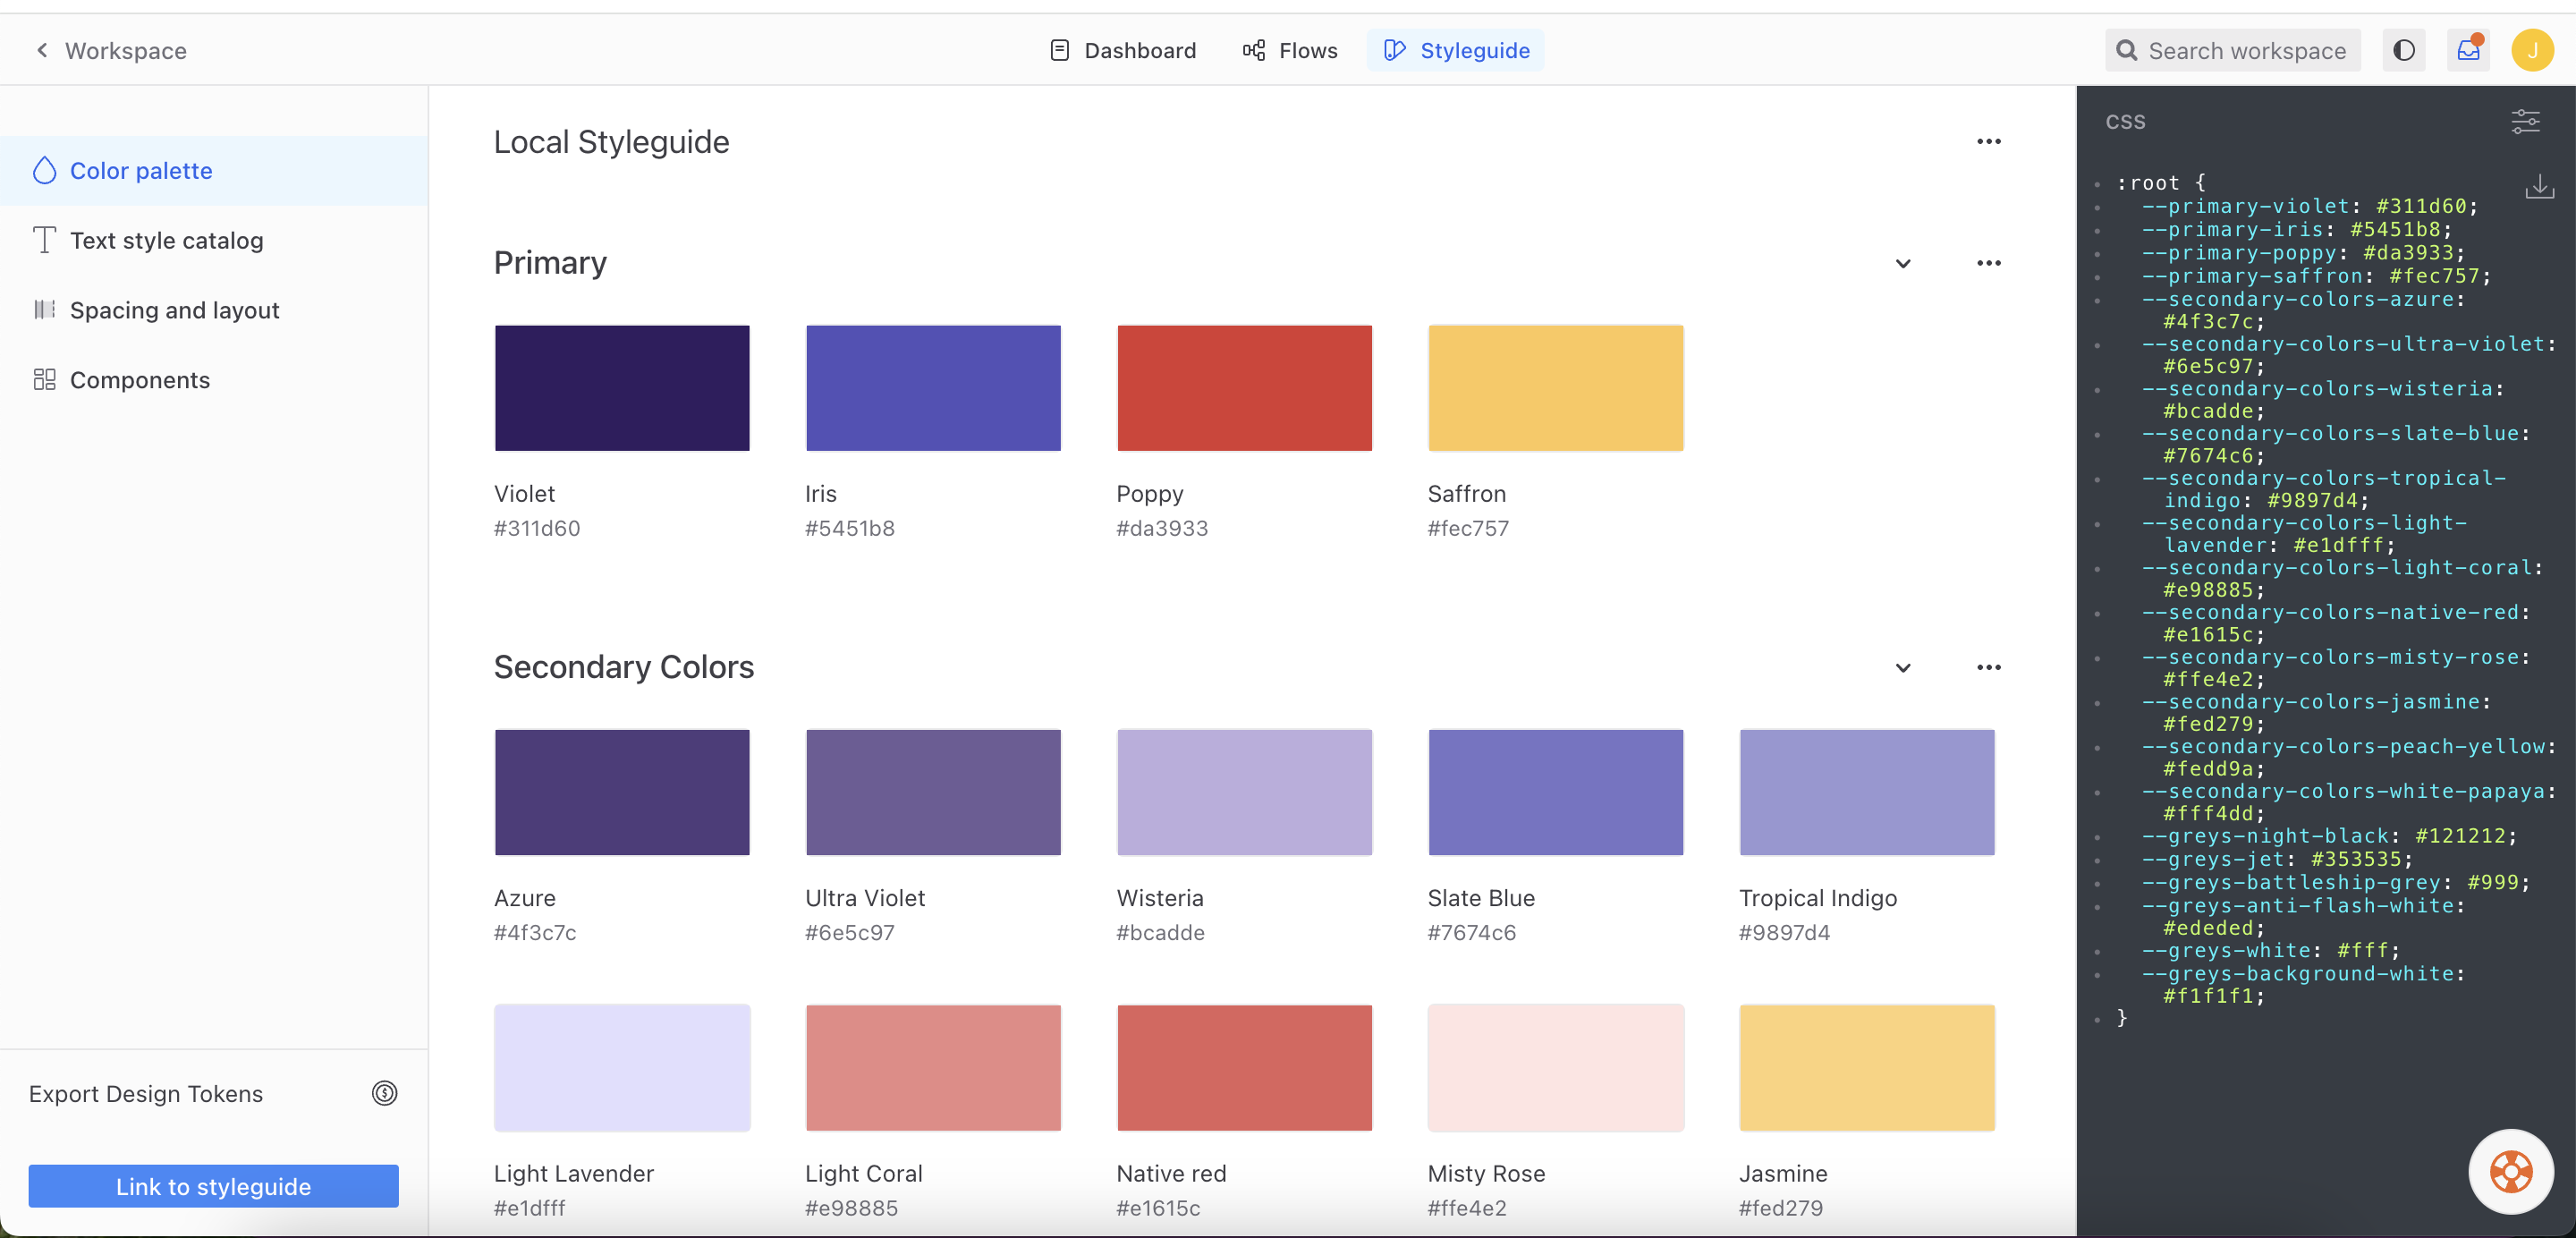 Workspace
Dashboard
Flows
Styleguide
Search workspace
J
Color palette
Text style catalog
Spacing and layout
Components
Export Design Tokens
Link to styleguide
Local Styleguide
Primary
Violet
#311d60
Iris
#5451b8
Poppy
#da3933
Saffron
#fec757
Secondary Colors
Azure
#4f3c7c
Ultra Violet
#6e5c97
Wisteria
#bcadde
Slate Blue
#7674c6
Tropical Indigo
#9897d4
Light Lavender
#e1dfff
Light Coral
#e98885
Native red
#e1615c
Misty Rose
#ffe4e2
Jasmine
#fed279
CSS
:root {
--primary-violet: #311d60;
--primary-iris: #5451b8;
--primary-poppy: #da3933;
--primary-saffron: #fec757;
--secondary-colors-azure:
#4f3c7c;
--secondary-colors-ultra-violet:
#6e5c97;
--secondary-colors-wisteria:
#bcadde;
--secondary-colors-slate-blue:
#7674c6;
--secondary-colors-tropical-
indigo: #9897d4;
--secondary-colors-light-
lavender: #e1dfff;
--secondary-colors-light-coral:
#e98885;
--secondary-colors-native-red:
#e1615c;
--secondary-colors-misty-rose:
#ffe4e2;
--secondary-colors-jasmine:
#fed279;
--secondary-colors-peach-yellow:
#fedd9a;
--secondary-colors-white-papaya:
#fff4dd;
--greys-night-black: #121212;
--greys-jet: #353535;
--greys-battleship-grey: #999;
--greys-anti-flash-white:
#ededed;
--greys-white: #fff;
--greys-background-white:
#f1f1f1;
}